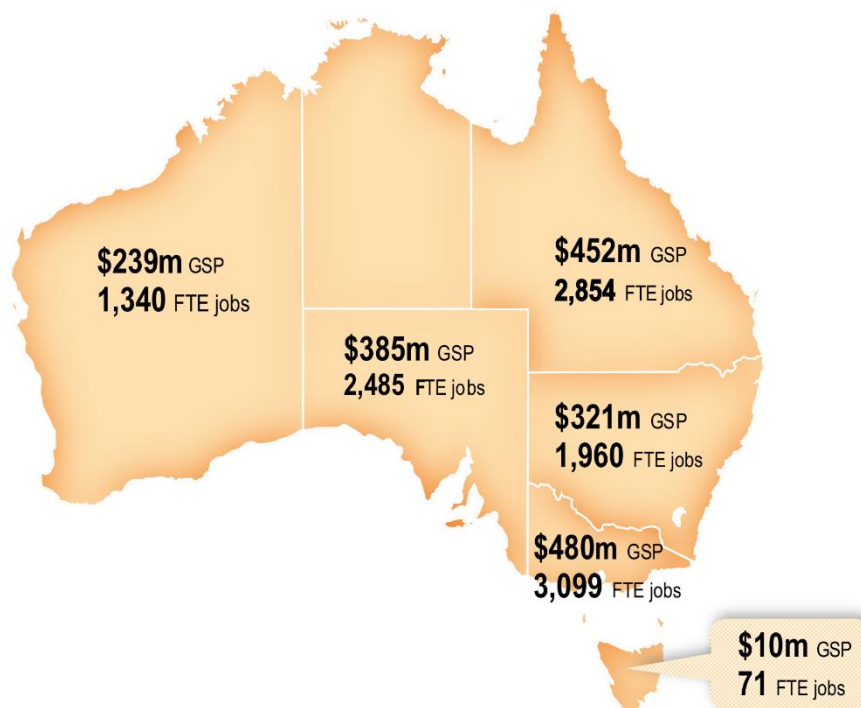 $239m GSP
1,340 FTE jobs
$452m GSP
2,854 FTE jobs
$385m GSP
2,485 FTE jobs
$321m GSP
1,960 FTE jobs
$480m GSP
3,099 FTE jobs
$10m GSP
71 FTE jobs